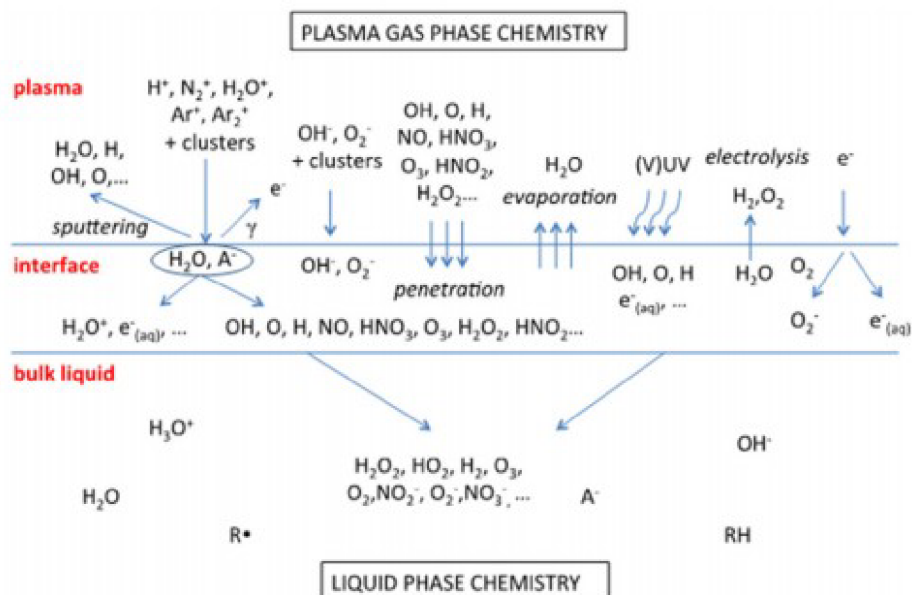 PLASMA GAS PHASE CHEMISTRY
plasma
H⁺, N₂⁺, H₂O⁺,
Ar⁺, Ar₂⁺
+ clusters
H₂O, H,
OH, O,...
sputtering
e⁻
γ
OH⁻, O₂⁻
+ clusters
OH, O, H,
NO, HNO₃,
O₃, HNO₂,
H₂O₂...
H₂O
evaporation
(V)UV
electrolysis
H₂,O₂
e⁻
interface
H₂O, A⁻
OH⁻, O₂⁻
penetration
OH, O, H
e⁻(aq), ...
H₂O
O₂
O₂⁻
e⁻(aq)
H₂O⁺, e⁻(aq), ...
OH, O, H, NO, HNO₃, O₃, H₂O₂, HNO₂...
bulk liquid
H₃O⁺
OH⁻
H₂O₂, HO₂, H₂, O₃,
O₂,NO₂⁻, O₂⁻,NO₃⁻, ...
H₂O
A⁻
R•
RH
LIQUID PHASE CHEMISTRY